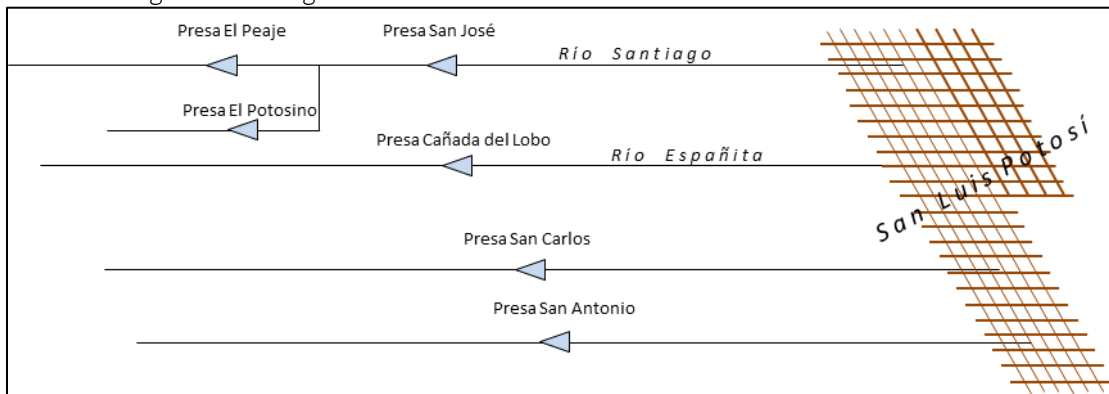 Presa El Peaje
Presa San José
Río Santiago
Presa El Potosino
Presa Cañada del Lobo
Río Españita
San Luis Potosí
Presa San Carlos
Presa San Antonio